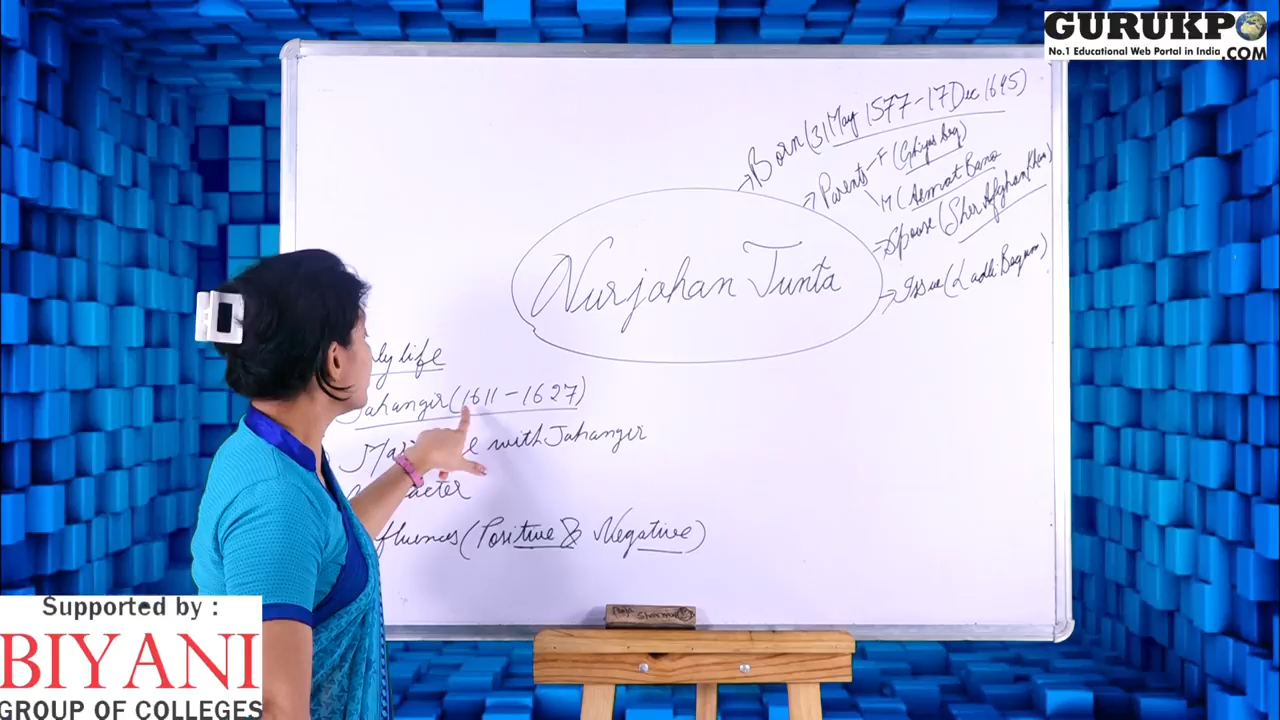 GURUKPO
No.1 Educational Web Portal in India .COM
Born (31 May 1577 - 17 Dec 1645)
Parents - F (Ghiyas Beg)
M (Asmat Bano
Spouse (Sher Afghan Khan)
Issue (Ladli Begum)
Nurjahan Junta
ly life
Jahangir (1611 - 1627)
with Jahangir
fluences (Positive & Negative)
Supported by :
BIYANI
GROUP OF COLLEGES